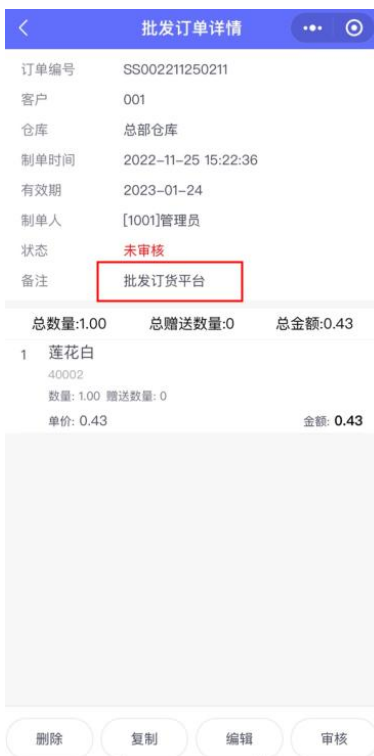 批发订单详情
订单编号 SS002211250211
客户 001
仓库 总部仓库
制单时间 2022-11-25 15:22:36
有效期 2023-01-24
制单人 [1001]管理员
状态 未审核
备注 批发订货平台
总数量:1.00 总赠送数量:0 总金额:0.43
1 莲花白
40002
数量: 1.00 赠送数量: 0
单价: 0.43 金额: 0.43
删除 复制 编辑 审核